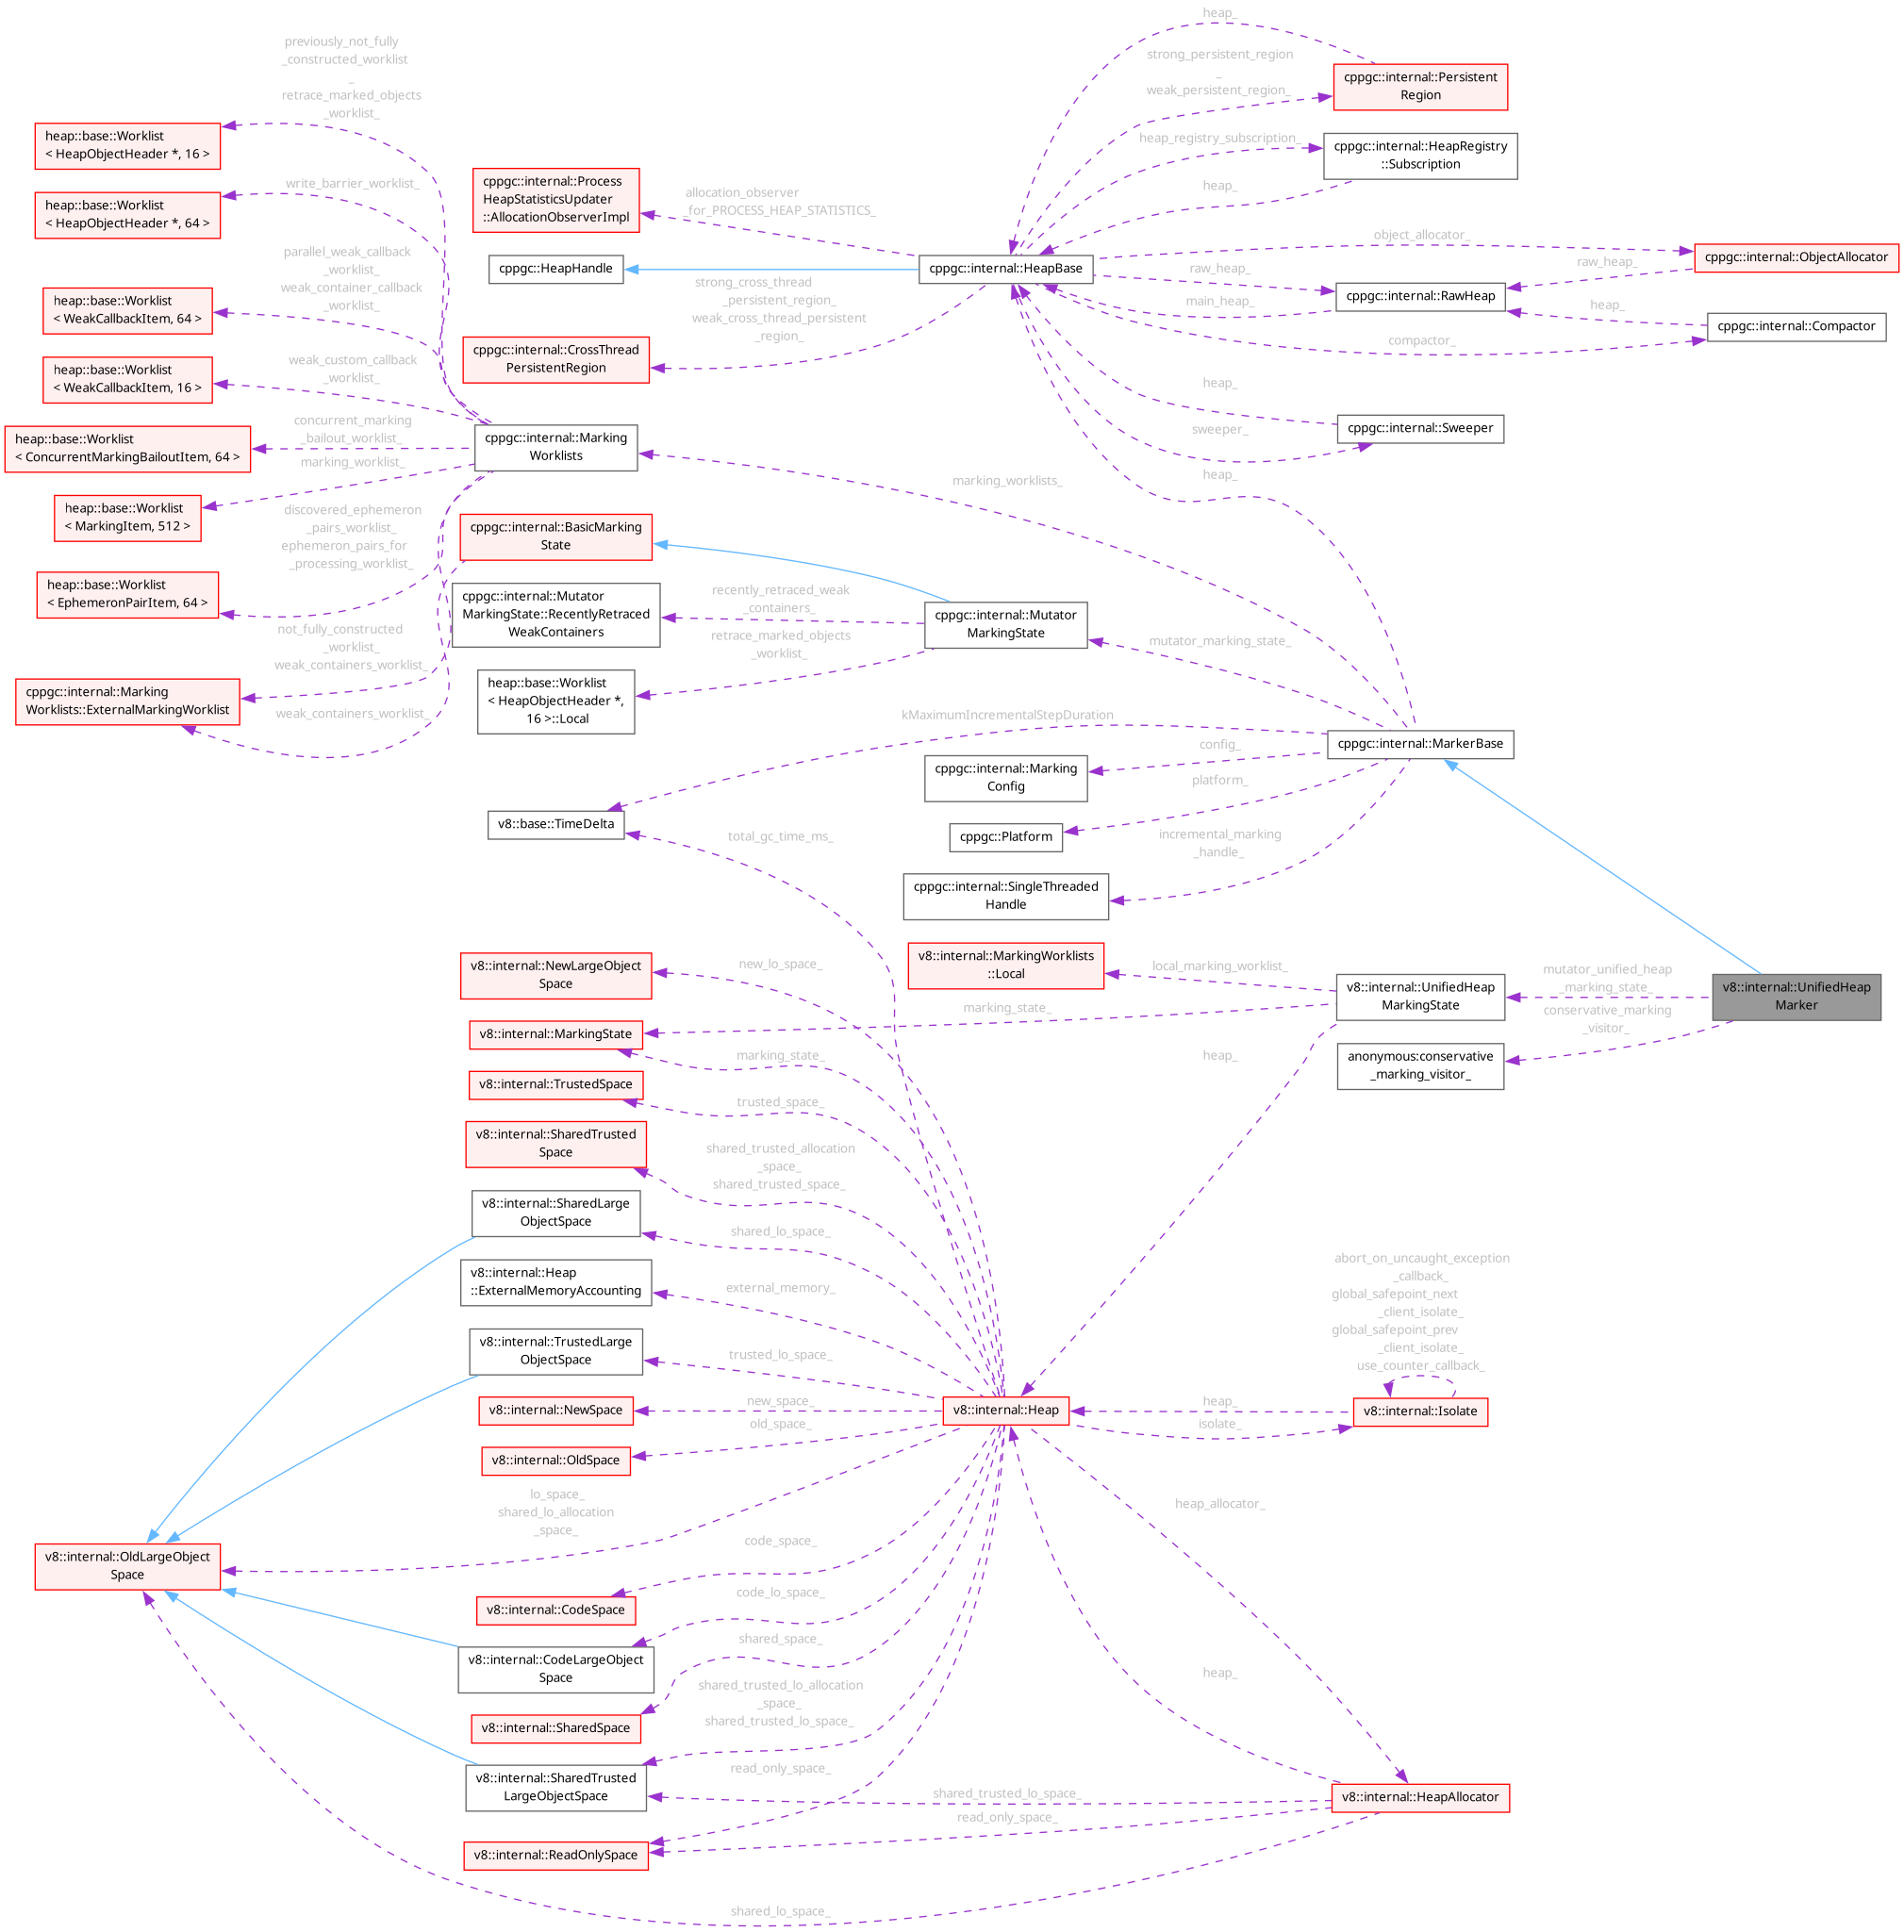 heap_
previously_not_fully
_constructed_worklist
_
retrace_marked_objects
_worklist_
strong_persistent_region
_
weak_persistent_region_
cppgc::internal::Persistent
Region
heap::base::Worklist
< HeapObjectHeader *, 16 >
heap_registry_subscription_
cppgc::internal::HeapRegistry
::Subscription
cppgc::internal::Process
HeapStatisticsUpdater
::AllocationObserverImpl
allocation_observer
_for_PROCESS_HEAP_STATISTICS_
heap_
write_barrier_worklist_
heap::base::Worklist
< HeapObjectHeader *, 64 >
object_allocator_
cppgc::internal::ObjectAllocator
parallel_weak_callback
_worklist_
weak_container_callback
_worklist_
cppgc::HeapHandle
cppgc::internal::HeapBase
raw_heap_
raw_heap_
cppgc::internal::RawHeap
main_heap_
heap_
cppgc::internal::Compactor
compactor_
heap::base::Worklist
< WeakCallbackItem, 64 >
strong_cross_thread
_persistent_region_
weak_cross_thread_persistent
_region_
cppgc::internal::CrossThread
PersistentRegion
weak_custom_callback
_worklist_
heap::base::Worklist
< WeakCallbackItem, 16 >
heap_
cppgc::internal::Sweeper
sweeper_
concurrent_marking
_bailout_worklist_
heap::base::Worklist
< ConcurrentMarkingBailoutItem, 64 >
cppgc::internal::Marking
Worklists
marking_worklist_
marking_worklists_
heap_
heap::base::Worklist
< MarkingItem, 512 >
discovered_ephemeron
_pairs_worklist_
ephemeron_pairs_for
_processing_worklist_
cppgc::internal::BasicMarking
State
heap::base::Worklist
< EphemeronPairItem, 64 >
cppgc::internal::Mutator
MarkingState::RecentlyRetraced
WeakContainers
recently_retraced_weak
_containers_
retrace_marked_objects
_worklist_
cppgc::internal::Mutator
MarkingState
mutator_marking_state_
not_fully_constructed
_worklist_
weak_containers_worklist_
heap::base::Worklist
< HeapObjectHeader *,
16 >::Local
cppgc::internal::Marking
Worklists::ExternalMarkingWorklist
weak_containers_worklist_
kMaximumIncrementalStepDuration
config_
cppgc::internal::MarkerBase
cppgc::internal::Marking
Config
platform_
v8::base::TimeDelta
total_gc_time_ms_
cppgc::Platform
incremental_marking
_handle_
cppgc::internal::SingleThreaded
Handle
v8::internal::NewLargeObject
Space
new_lo_space_
v8::internal::MarkingWorklists
::Local
local_marking_worklist_
v8::internal::UnifiedHeap
MarkingState
mutator_unified_heap
_marking_state_
conservative_marking
_visitor_
v8::internal::UnifiedHeap
Marker
marking_state_
v8::internal::MarkingState
marking_state_
heap_
anonymous:conservative
_marking_visitor_
v8::internal::TrustedSpace
trusted_space_
v8::internal::SharedTrusted
Space
shared_trusted_allocation
_space_
shared_trusted_space_
v8::internal::SharedLarge
ObjectSpace
shared_lo_space_
v8::internal::Heap
::ExternalMemoryAccounting
external_memory_
abort_on_uncaught_exception
_callback_
global_safepoint_next
_client_isolate_
global_safepoint_prev
_client_isolate_
use_counter_callback_
v8::internal::TrustedLarge
ObjectSpace
trusted_lo_space_
v8::internal::NewSpace
new_space_
v8::internal::Heap
heap_
isolate_
v8::internal::Isolate
old_space_
v8::internal::OldSpace
lo_space_
shared_lo_allocation
_space_
heap_allocator_
code_space_
v8::internal::OldLargeObject
Space
v8::internal::CodeSpace
code_lo_space_
v8::internal::CodeLargeObject
Space
shared_space_
v8::internal::SharedSpace
heap_
shared_trusted_lo_allocation
_space_
shared_trusted_lo_space_
read_only_space_
v8::internal::SharedTrusted
LargeObjectSpace
shared_trusted_lo_space_
v8::internal::HeapAllocator
read_only_space_
v8::internal::ReadOnlySpace
shared_lo_space_